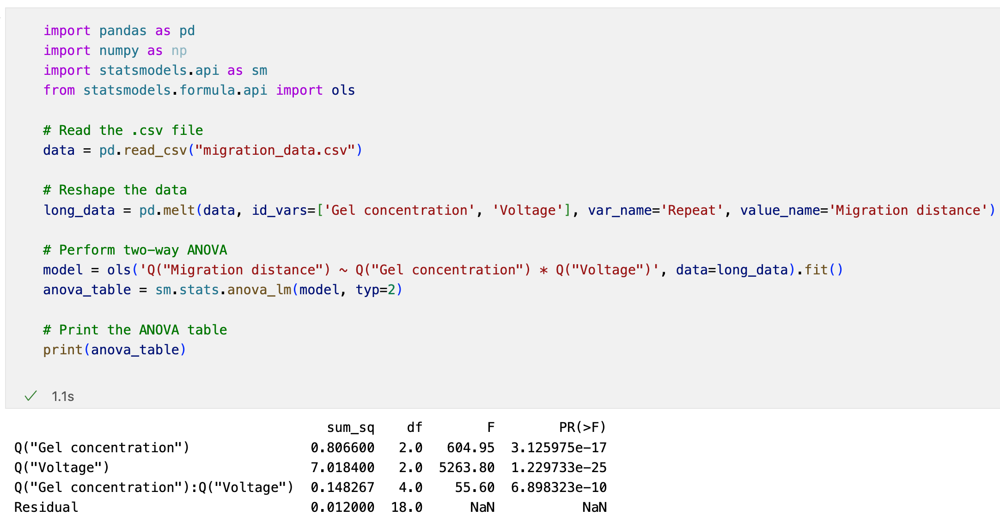 import pandas as pd
import numpy as np
import statsmodels.api as sm
from statsmodels.formula.api import ols
# Read the .csv file
data = pd.read_csv("migration_data.csv")
# Reshape the data
long_data = pd.melt(data, id_vars=['Gel concentration', 'Voltage'], var_name='Repeat', value_name='Migration distance')
# Perform two-way ANOVA
model = ols('Q("Migration distance") ~ Q("Gel concentration") * Q("Voltage")', data=long_data).fit()
anova_table = sm.stats.anova_lm(model, typ=2)
# Print the ANOVA table
print(anova_table)
✓ 1.1s
sum_sq df F PR(>F)
Q("Gel concentration") 0.806600 2.0 604.95 3.125975e-17
Q("Voltage") 7.018400 2.0 5263.80 1.229733e-25
Q("Gel concentration"):Q("Voltage") 0.148267 4.0 55.60 6.898323e-10
Residual 0.012000 18.0 NaN NaN